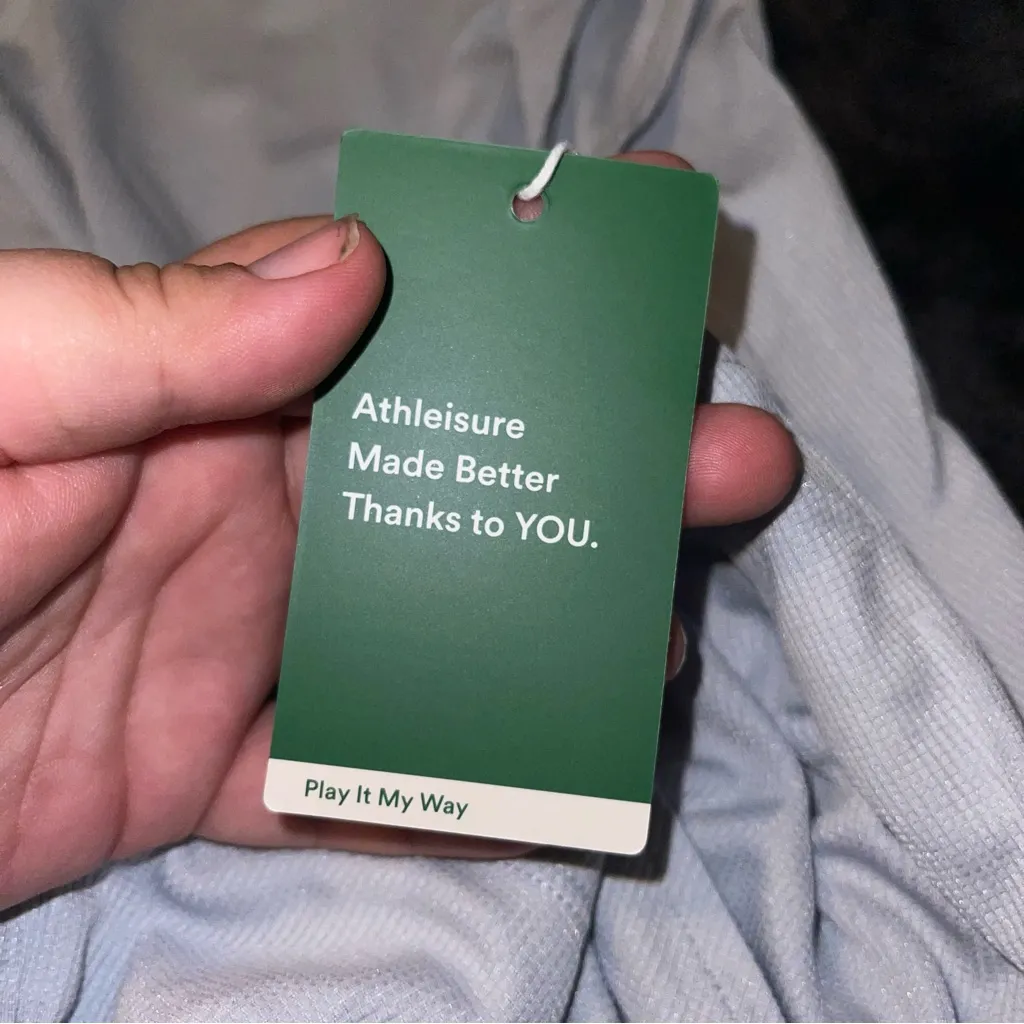 Athleisure
Made Better
Thanks to YOU.
Play It My Way